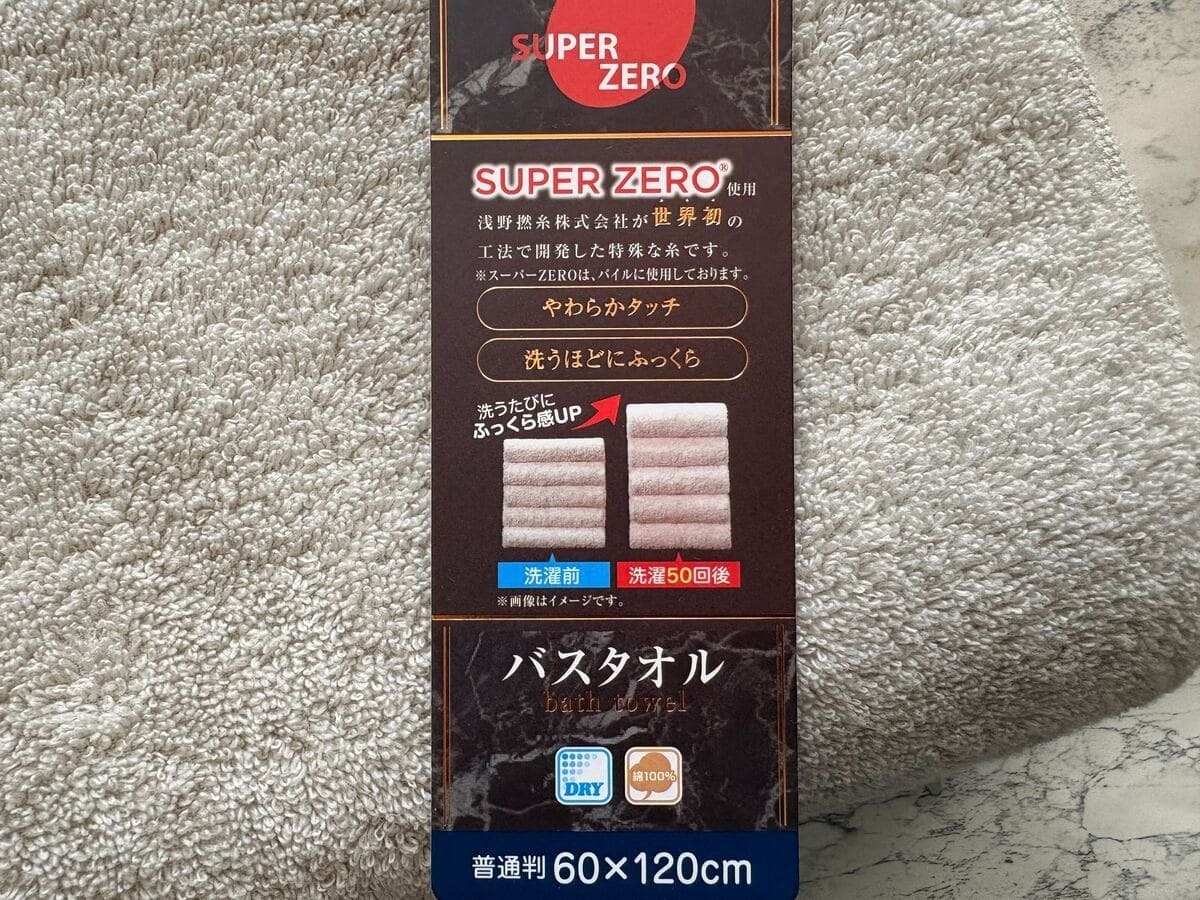 SUPER
ZERO
SUPER ZERO®使用
浅野撚糸株式会社が世界初の
工法で開発した特殊な糸です。
※スーパーZEROは、パイルに使用しております。
やわらかタッチ
洗うほどにふっくら
洗うたびに
ふっくら感UP
洗濯前
洗濯50回後
※画像はイメージです。
バスタオル
bath towel
DRY
綿100%
普通判 60×120cm